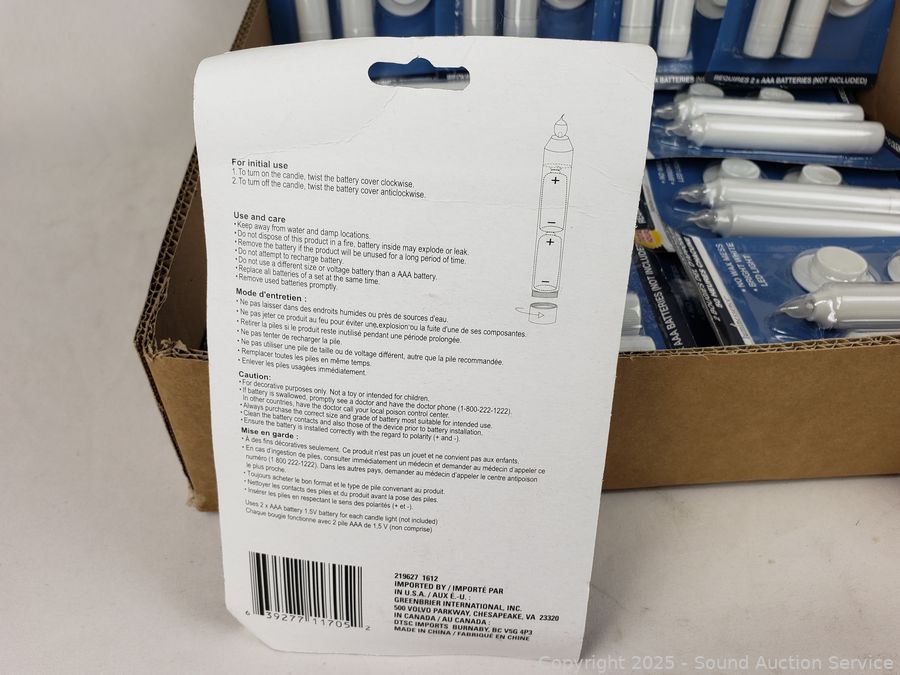 For initial use
1.To turn on the candle, twist the battery cover clockwise.
2.To turn off the candle, twist the battery cover anticlockwise.
Use and care
•Keep away from water and damp locations.
•Do not dispose of this product in a fire, battery inside may explode or leak.
•Remove the battery if the product will be unused for a long period of time.
•Do not attempt to recharge battery.
•Do not use a different size or voltage battery than a AAA battery.
•Replace all batteries of a set at the same time.
•Remove used batteries promptly.
Mode d'entretien :
• Ne pas laisser dans des endroits humides ou près de sources d'eau.
• Ne pas jeter ce produit au feu pour éviter une explosion ou la fuite d'une de ses composantes.
• Retirer la piles si le produit reste inutilisé pendant une période prolongée.
• Ne pas tenter de recharger la pile.
• Ne pas utiliser une pile de taille ou de voltage différent, autre que la pile recommandée.
• Remplacer toutes les piles en même temps.
• Enlever les piles usagées immédiatement.
Caution:
• For decorative purposes only. Not a toy or intended for children.
• If battery is swallowed, promptly see a doctor and have the doctor phone (1-800-222-1222).
In other countries, have the doctor call your local poison control center.
• Always purchase the correct size and grade of battery most suitable for intended use.
• Clean the battery contacts and also those of the device prior to battery installation.
• Ensure the battery is installed correctly with the regard to polarity (+ and -).
Mise en garde :
• À des fins décoratives seulement. Ce produit n'est pas un jouet et ne convient pas aux enfants.
• En cas d'ingestion de piles, consulter immédiatement un médecin et demander au médecin d'appeler ce
numéro (1 800 222-1222). Dans les autres pays, demander au médecin d'appeler le centre antipoison
le plus proche.
• Toujours acheter le bon format et le type de pile convenant au produit.
• Nettoyer les contacts des piles et du produit avant la pose des piles.
• Insérer les piles en respectant le sens des polarités (+ et -).
Uses 2 x AAA battery 1.5V battery for each candle light (not included)
Chaque bougie fonctionne avec 2 pile AAA de 1,5 V (non comprise)
6 39277 11705 2
219627 1612
IMPORTED BY / IMPORTÉ PAR
IN U.S.A. / AUX É.-U. :
GREENBRIER INTERNATIONAL, INC.
500 VOLVO PARKWAY, CHESAPEAKE, VA 23320
IN CANADA / AU CANADA :
DTSC IMPORTS BURNABY, BC V5G 4P3
MADE IN CHINA / FABRIQUÉ EN CHINE
+
−
+
−
AAA BATTERIES
REQUIRES 2 x AAA BATTERIES (NOT INCLUDED)
• NO WAX MESS
• BRIGHT WHITE
LED LIGHT
AAA BATTERIES (NOT INCLUDED)
Copyright © 2025 - Sound Auction Service